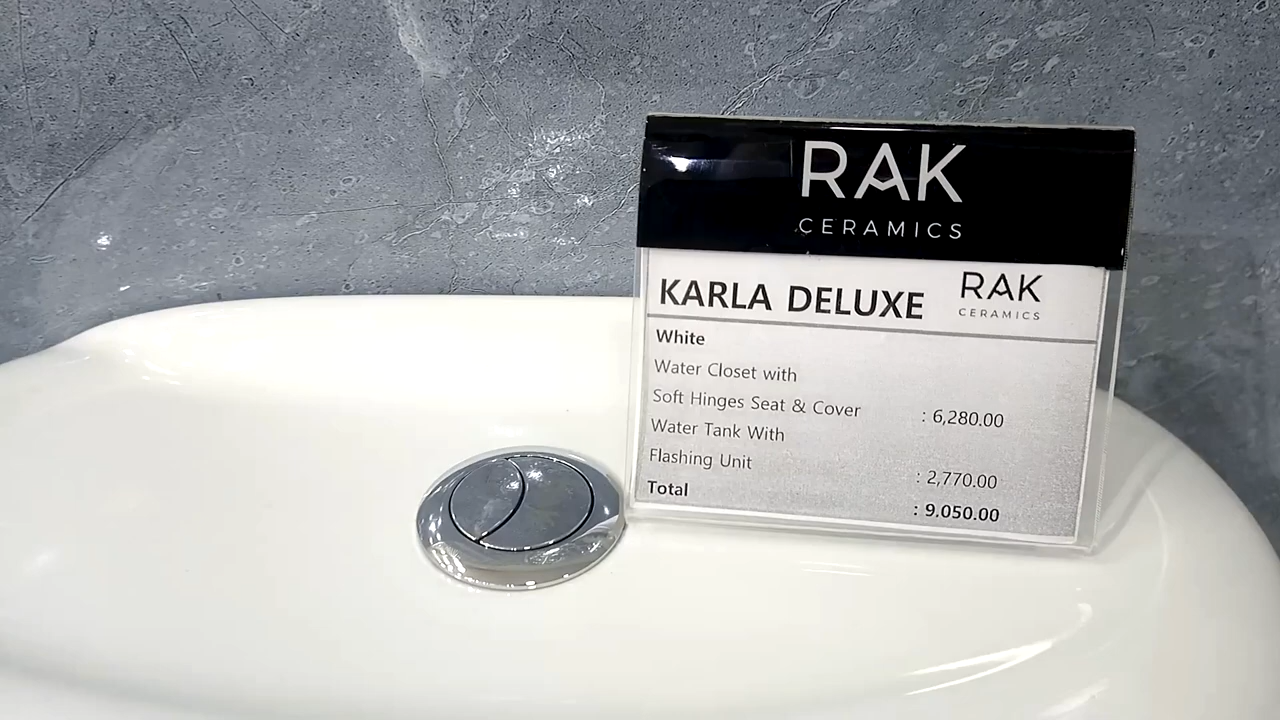 RAK
CERAMICS
KARLA DELUXE
RAK
CERAMICS
White
Water Closet with
Soft Hinges Seat & Cover : 6,280.00
Water Tank With
Flashing Unit : 2,770.00
Total : 9.050.00